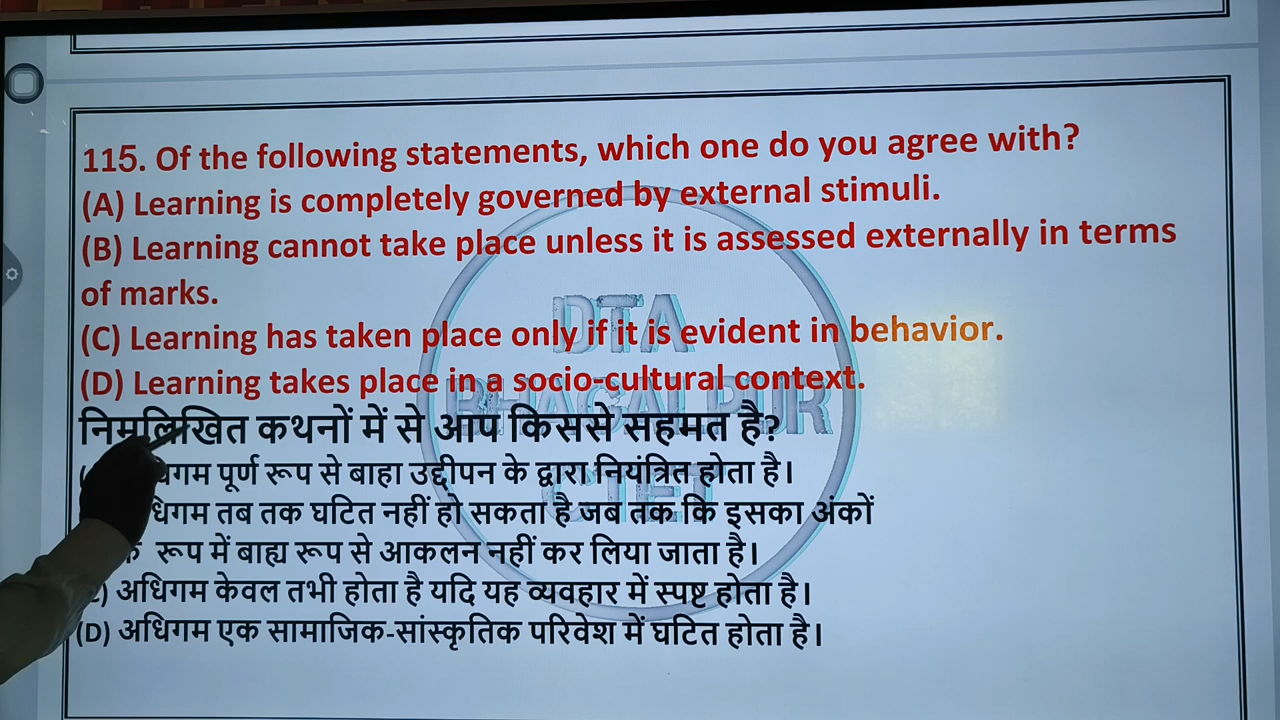 115. Of the following statements, which one do you agree with?
(A) Learning is completely governed by external stimuli.
(B) Learning cannot take place unless it is assessed externally in terms
of marks.
(C) Learning has taken place only if it is evident in behavior.
(D) Learning takes place in a socio-cultural context.
निमलिखित कथनों में से आप किससे सहमत है?
पूर्ण रूप से बाहा उद्दीपन के द्वारा नियंत्रित होता है।
तब तक घटित नहीं हो सकता है जब तक कि इसका अंकों
रूप में बाह्य रूप से आकलन नहीं कर लिया जाता है।
अधिगम केवल तभी होता है यदि यह व्यवहार में स्पष्ट होता है।
(D) अधिगम एक सामाजिक-सांस्कृतिक परिवेश में घटित होता है।
DTA
BHAGALPUR
CTET